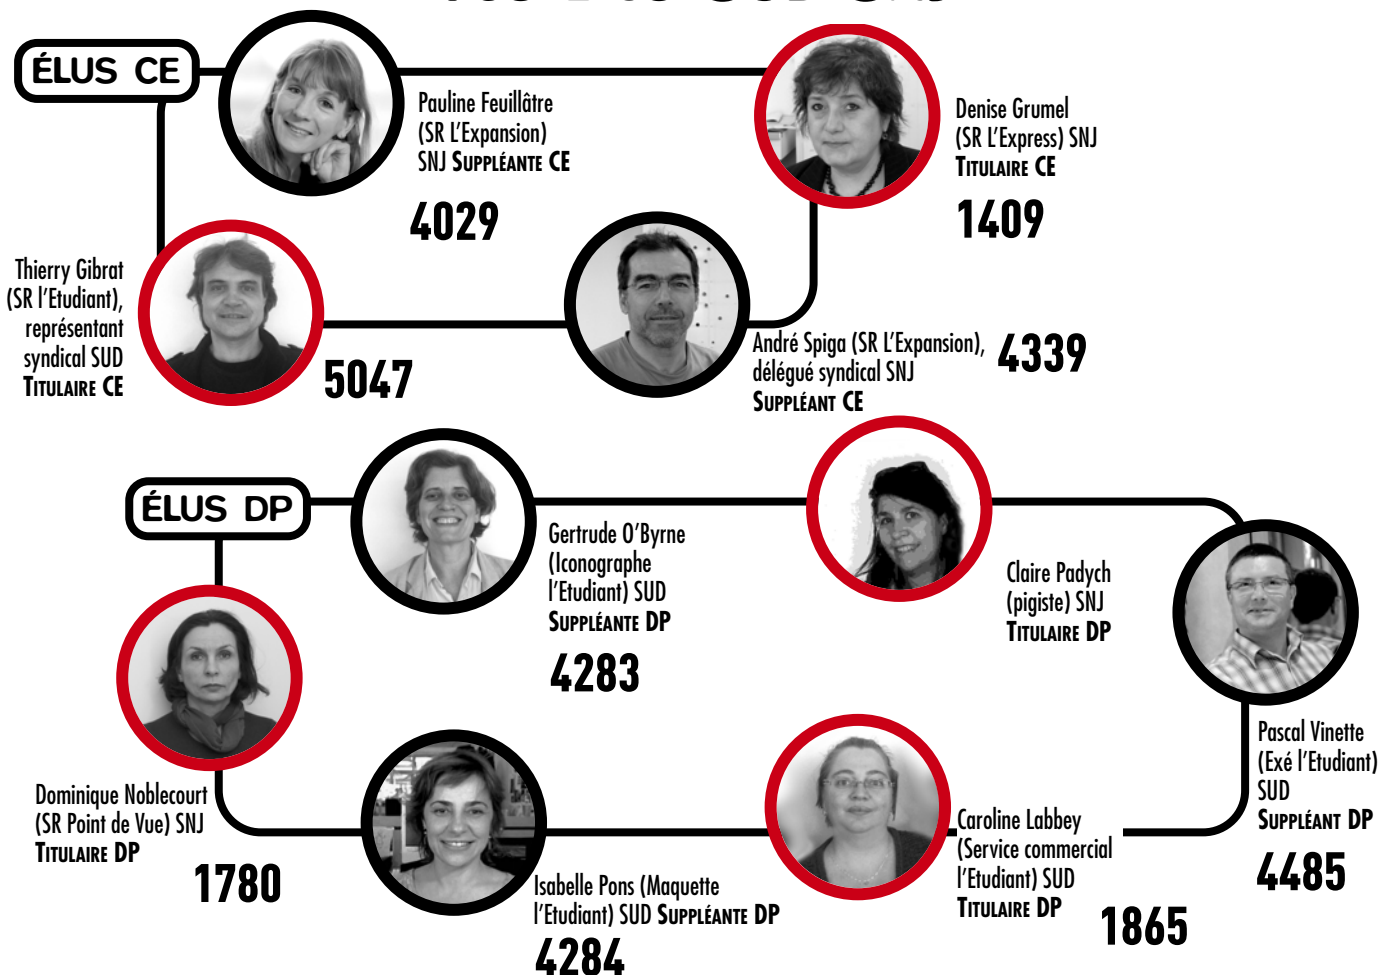 ÉLUS CE
Pauline Feuillâtre
(SR L'Expansion)
SNJ SUPPLÉANTE CE
4029
Denise Grumel
(SR L'Express) SNJ
TITULAIRE CE
1409
Thierry Gibrat
(SR l'Etudiant),
représentant
syndical SUD
TITULAIRE CE
5047
André Spiga (SR L'Expansion),
délégué syndical SNJ
SUPPLÉANT CE
4339
ÉLUS DP
Gertrude O'Byrne
(Iconographe
l'Etudiant) SUD
SUPPLÉANTE DP
4283
Claire Padych
(pigiste) SNJ
TITULAIRE DP
Pascal Vinette
(Exé l'Etudiant)
SUD
SUPPLÉANT DP
4485
Dominique Noblecourt
(SR Point de Vue) SNJ
TITULAIRE DP
1780
Isabelle Pons (Maquette
l'Etudiant) SUD SUPPLÉANTE DP
4284
Caroline Labbey
(Service commercial
l'Etudiant) SUD
TITULAIRE DP
1865